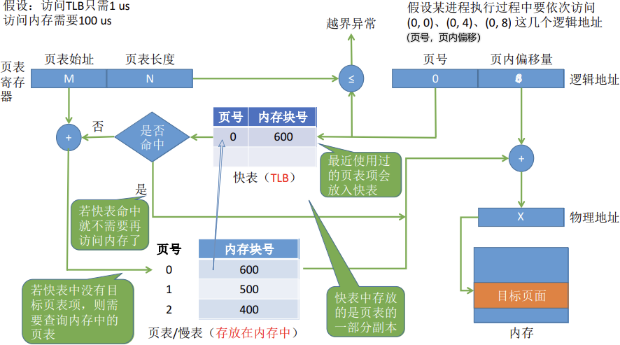 假设：访问TLB只需1 us
访问内存需要100 us
假设某进程执行过程中要依次访问
(0, 0)、(0, 4)、(0, 8) 这几个逻辑地址
(页号，页内偏移)
越界异常
页表始址
页表长度
页号
页内偏移量
页表寄存器
M
N
≤
0
逻辑地址
页号
内存块号
0
600
快表（TLB）
是否命中
否
是
+
+
最近使用过的页表项会放入快表
若快表命中就不需要再访问内存了
X
物理地址
页号
内存块号
0
600
1
500
2
400
页表/慢表（存放在内存中）
若快表中没有目标页表项，则需要查询内存中的页表
快表中存放的是页表的一部分副本
目标页面
内存